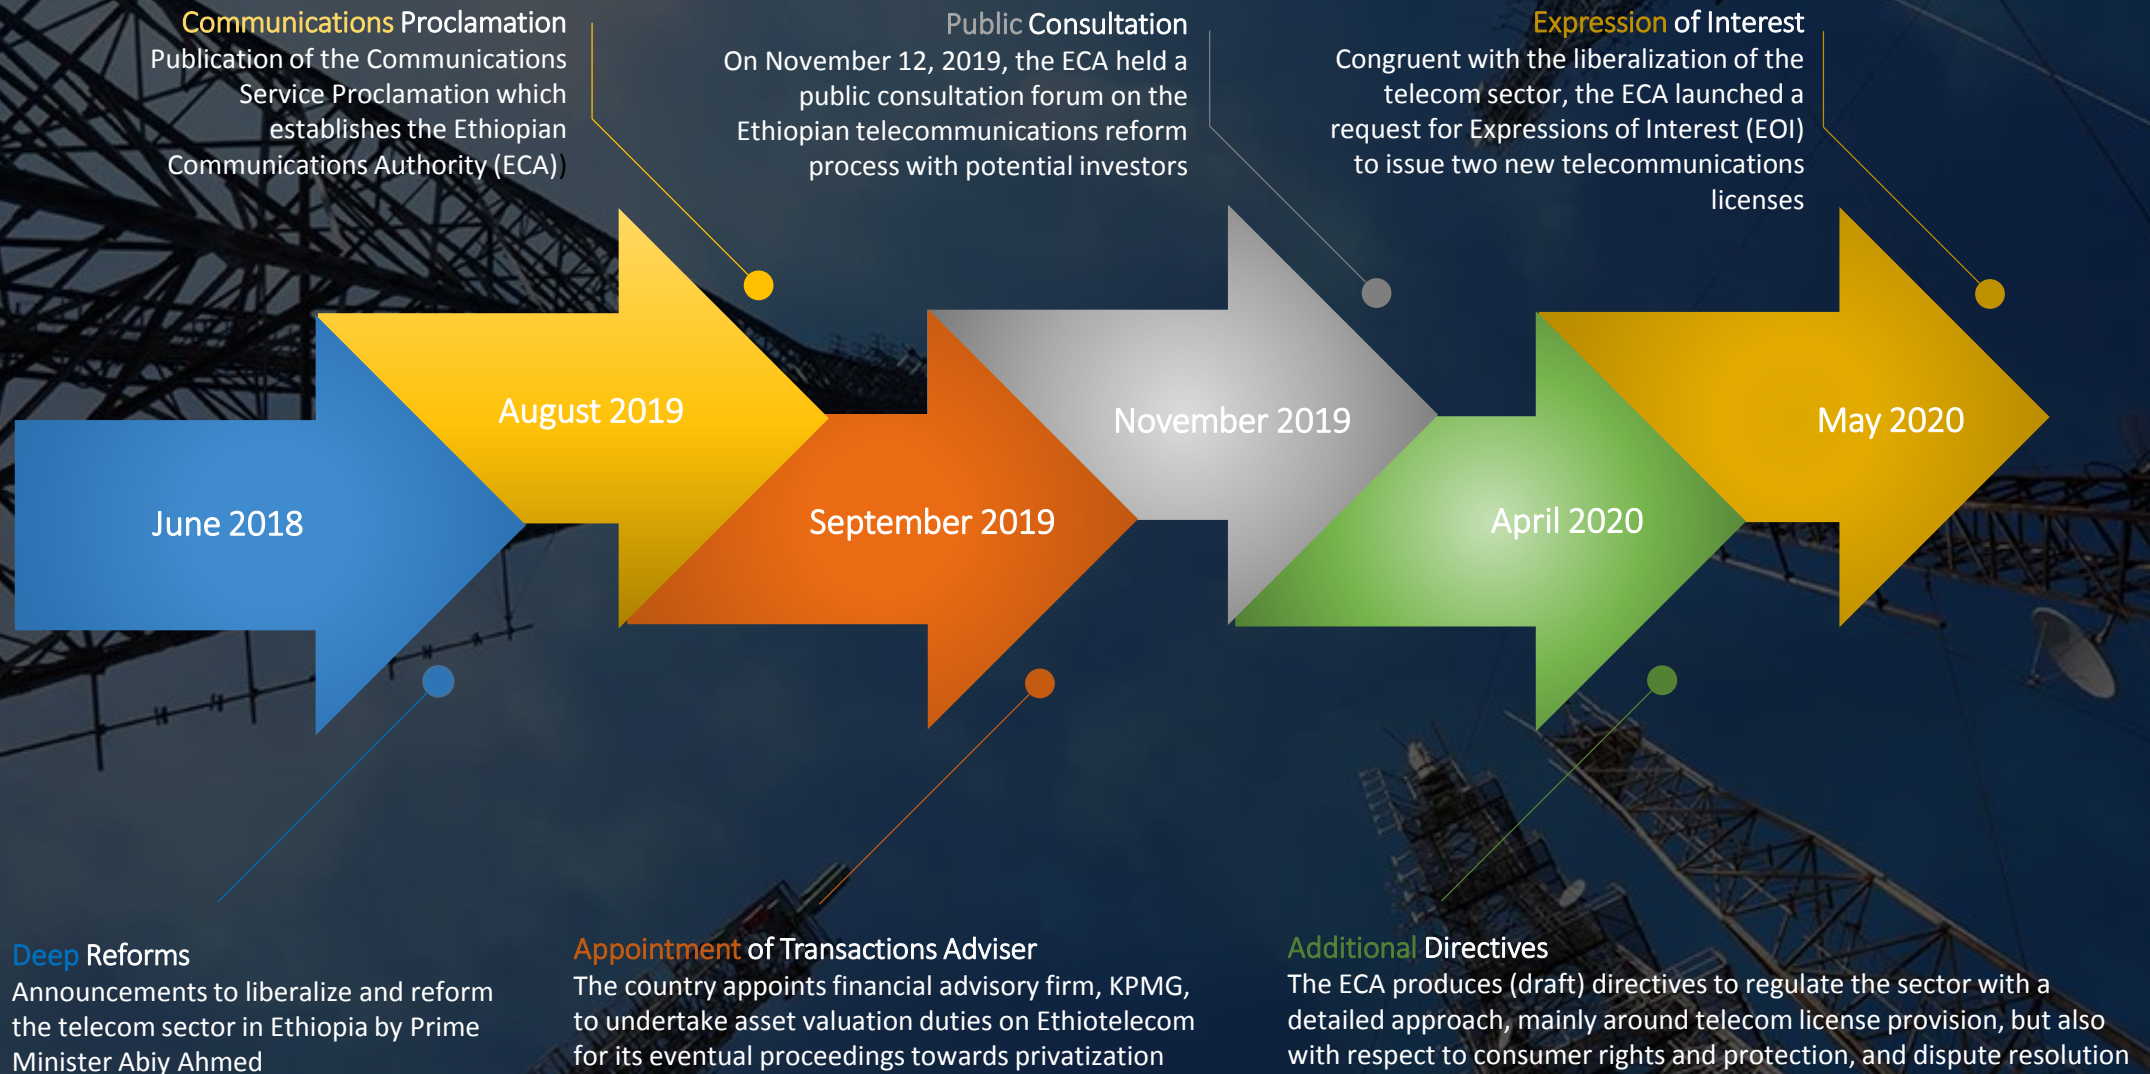 Communications Proclamation
Publication of the Communications
Service Proclamation which
establishes the Ethiopian
Communications Authority (ECA))
Public Consultation
On November 12, 2019, the ECA held a
public consultation forum on the
Ethiopian telecommunications reform
process with potential investors
Expression of Interest
Congruent with the liberalization of the
telecom sector, the ECA launched a
request for Expressions of Interest (EOI)
to issue two new telecommunications
licenses
June 2018
August 2019
September 2019
November 2019
April 2020
May 2020
Deep Reforms
Announcements to liberalize and reform
the telecom sector in Ethiopia by Prime
Minister Abiy Ahmed
Appointment of Transactions Adviser
The country appoints financial advisory firm, KPMG,
to undertake asset valuation duties on Ethiotelecom
for its eventual proceedings towards privatization
Additional Directives
The ECA produces (draft) directives to regulate the sector with a
detailed approach, mainly around telecom license provision, but also
with respect to consumer rights and protection, and dispute resolution